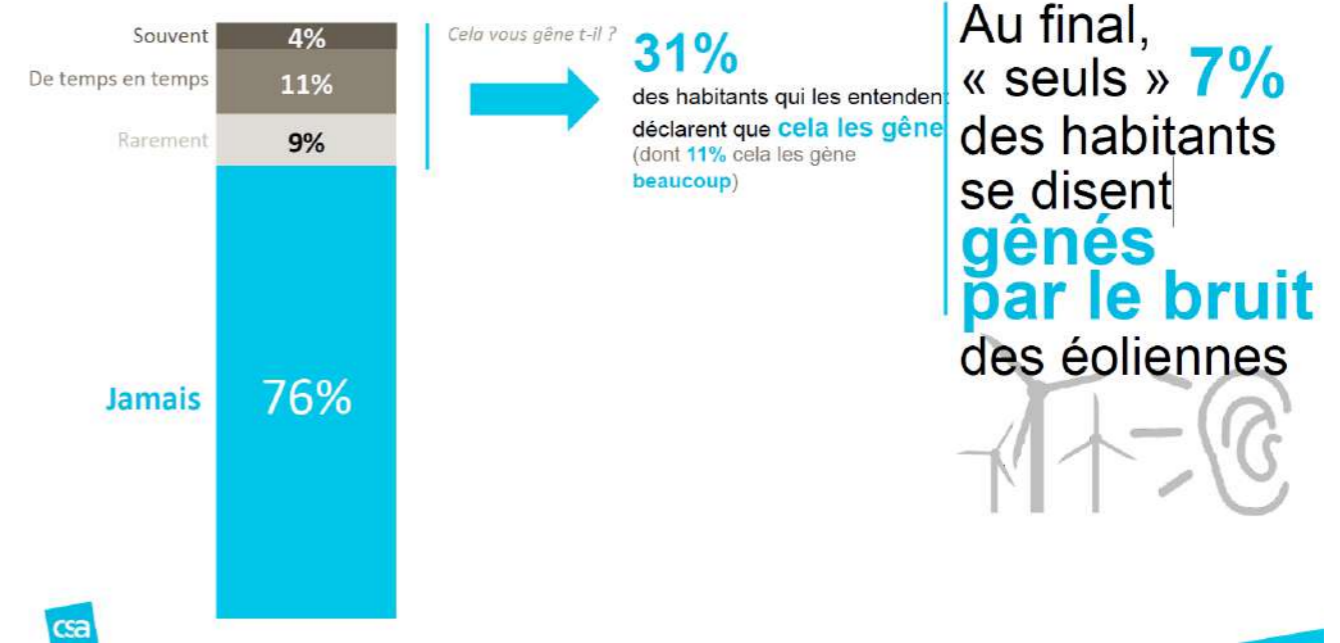 Souvent 4%
De temps en temps 11%
Rarement 9%
Jamais 76%
Cela vous gêne t-il ?
31%
des habitants qui les entendent
déclarent que cela les gêne
(dont 11% cela les gène
beaucoup)
Au final,
« seuls » 7%
des habitants
se disent
gênés
par le bruit
des éoliennes
csa